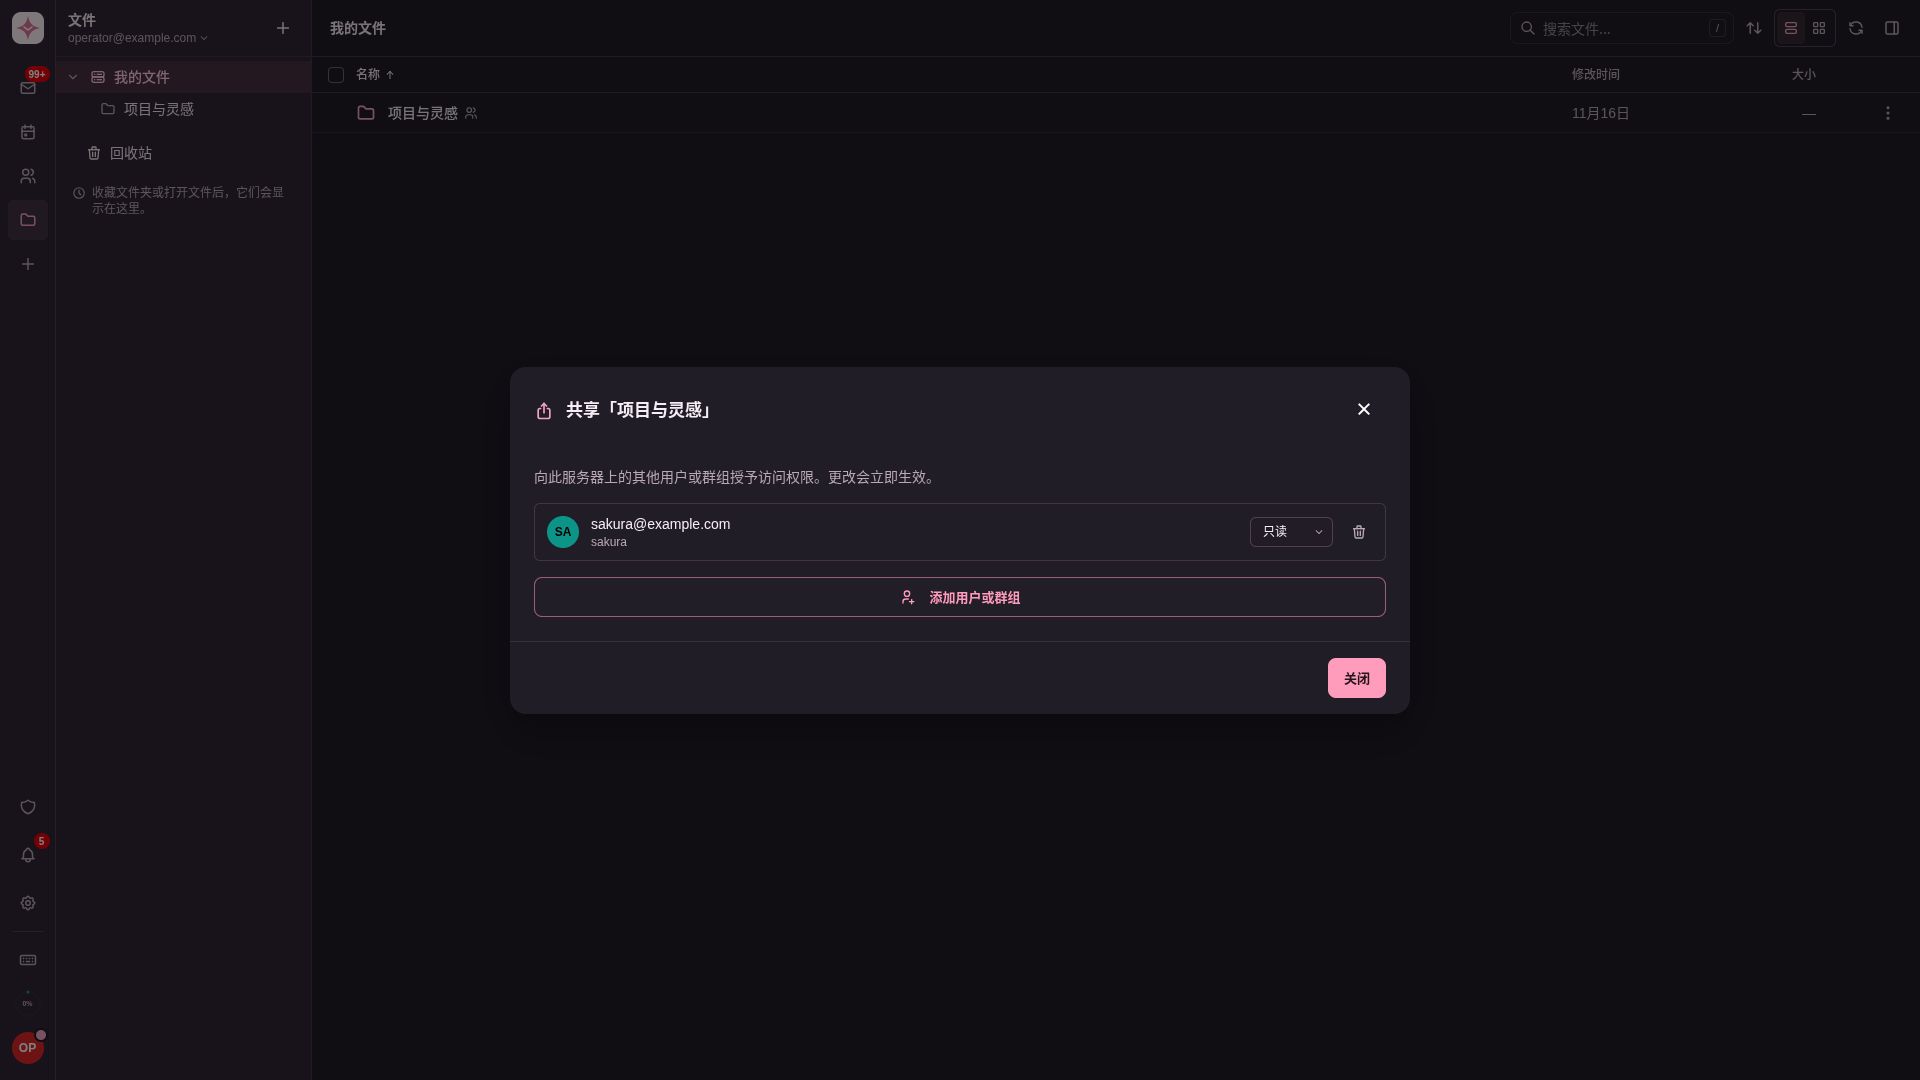 文件
operator@example.com
99+
我的文件
项目与灵感
回收站
收藏文件夹或打开文件后，它们会显
示在这里。
5
0%
OP
我的文件
搜索文件... /
名称 修改时间 大小
项目与灵感 11月16日 —
共享「项目与灵感」
向此服务器上的其他用户或群组授予访问权限。更改会立即生效。
SA
sakura@example.com
sakura
只读
添加用户或群组
关闭